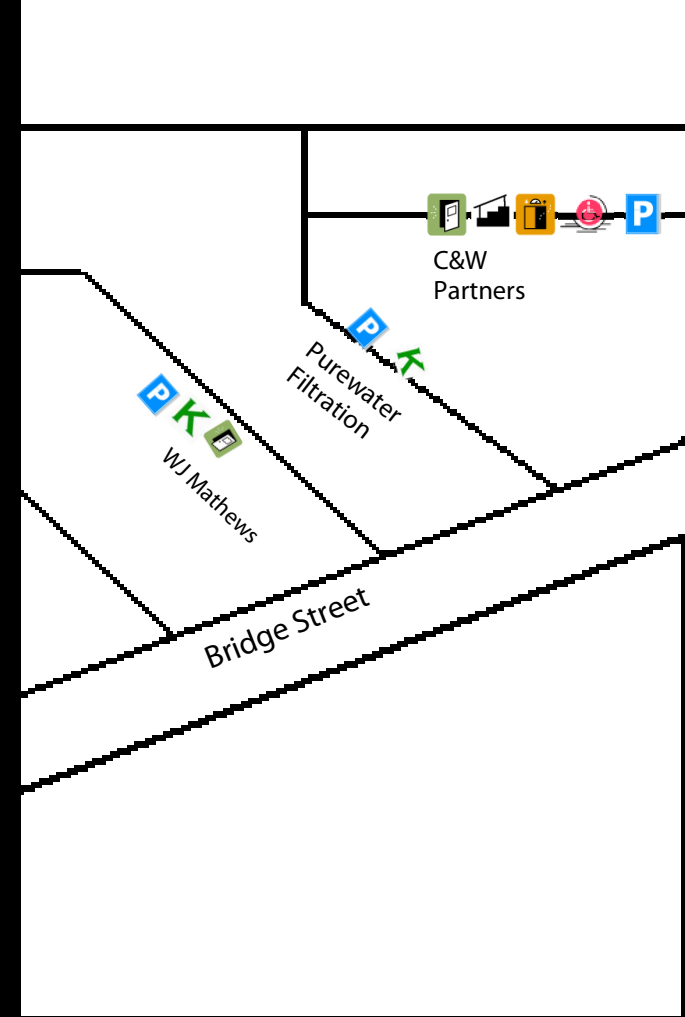 P
C&W
Partners
P
K
Purewater
Filtration
P
K
WJ Mathews
Bridge Street